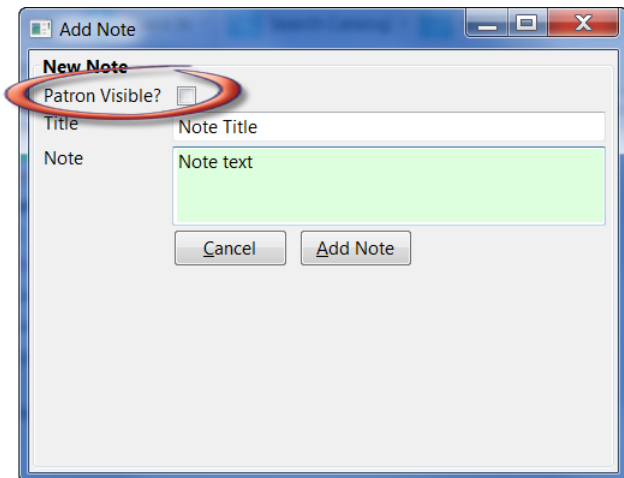 Add Note
New Note
Patron Visible?
Title
Note Title
Note
Note text
Cancel
Add Note